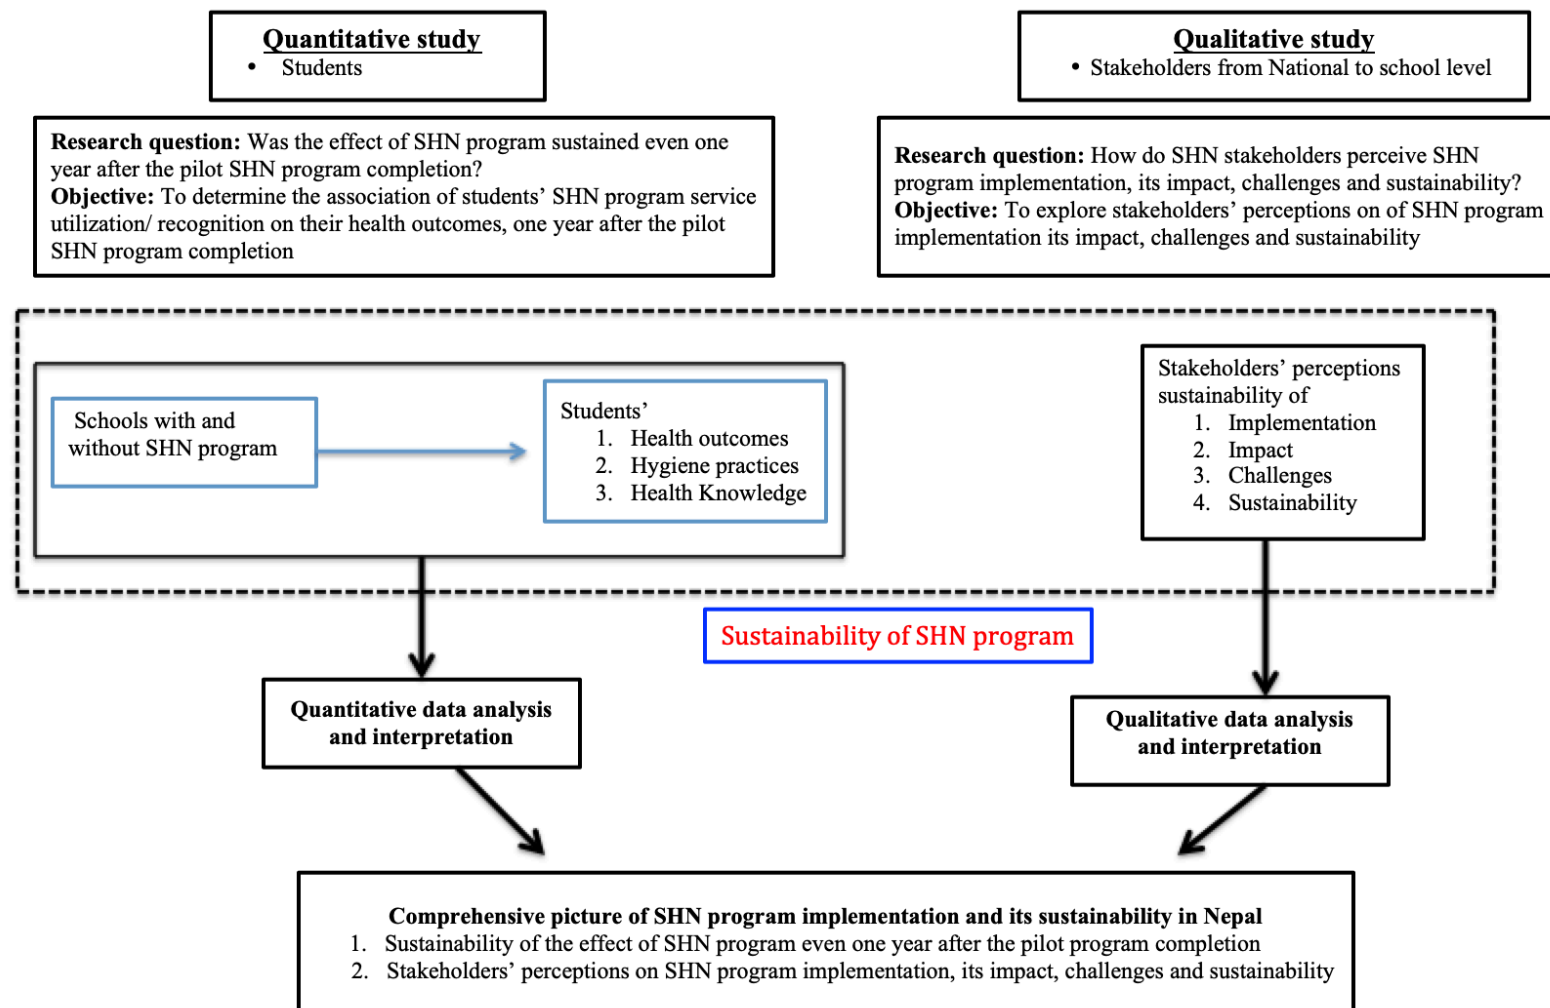 Quantitative study
• Students
Qualitative study
• Stakeholders from National to school level
Research question: Was the effect of SHN program sustained even one
year after the pilot SHN program completion?
Objective: To determine the association of students’ SHN program service
utilization/ recognition on their health outcomes, one year after the pilot
SHN program completion
Research question: How do SHN stakeholders perceive SHN
program implementation, its impact, challenges and sustainability?
Objective: To explore stakeholders’ perceptions on of SHN program
implementation its impact, challenges and sustainability
Schools with and
without SHN program
Students’
1. Health outcomes
2. Hygiene practices
3. Health Knowledge
Stakeholders’ perceptions
sustainability of
1. Implementation
2. Impact
3. Challenges
4. Sustainability
Sustainability of SHN program
Quantitative data analysis
and interpretation
Qualitative data analysis
and interpretation
Comprehensive picture of SHN program implementation and its sustainability in Nepal
1. Sustainability of the effect of SHN program even one year after the pilot program completion
2. Stakeholders’ perceptions on SHN program implementation, its impact, challenges and sustainability